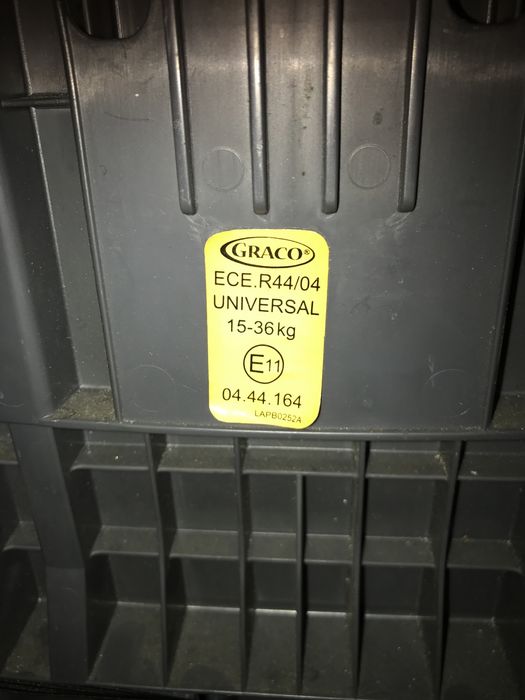 GRACO®
ECE.R44/04
UNIVERSAL
15-36kg
E11
04.44.164
LAPB0252A